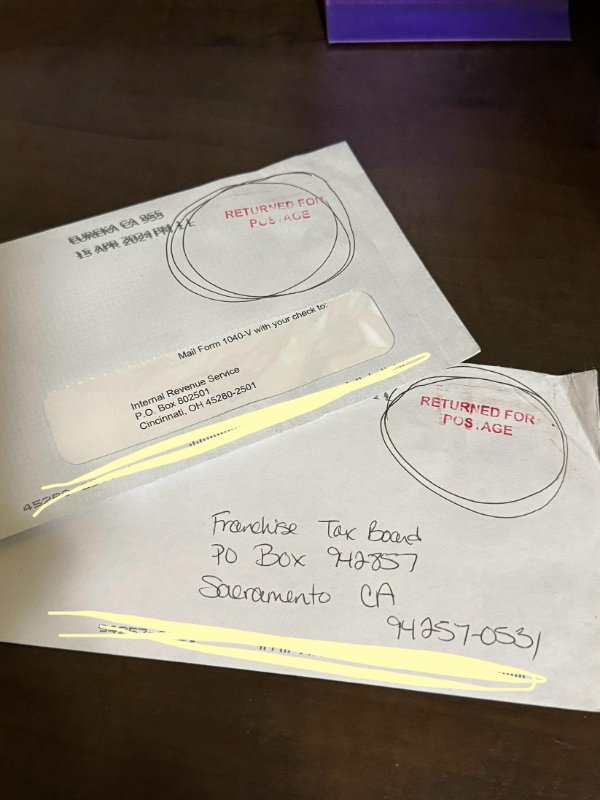 EUREKA CA 955
15 APR 2024 PM 1 L
RETURNED FOR
POSTAGE
Mail Form 1040-V with your check to:
Internal Revenue Service
P.O. Box 802501
Cincinnati, OH 45280-2501
RETURNED FOR
POSTAGE
Franchise Tax Board
PO Box 942857
Sacramento CA
94257-0531